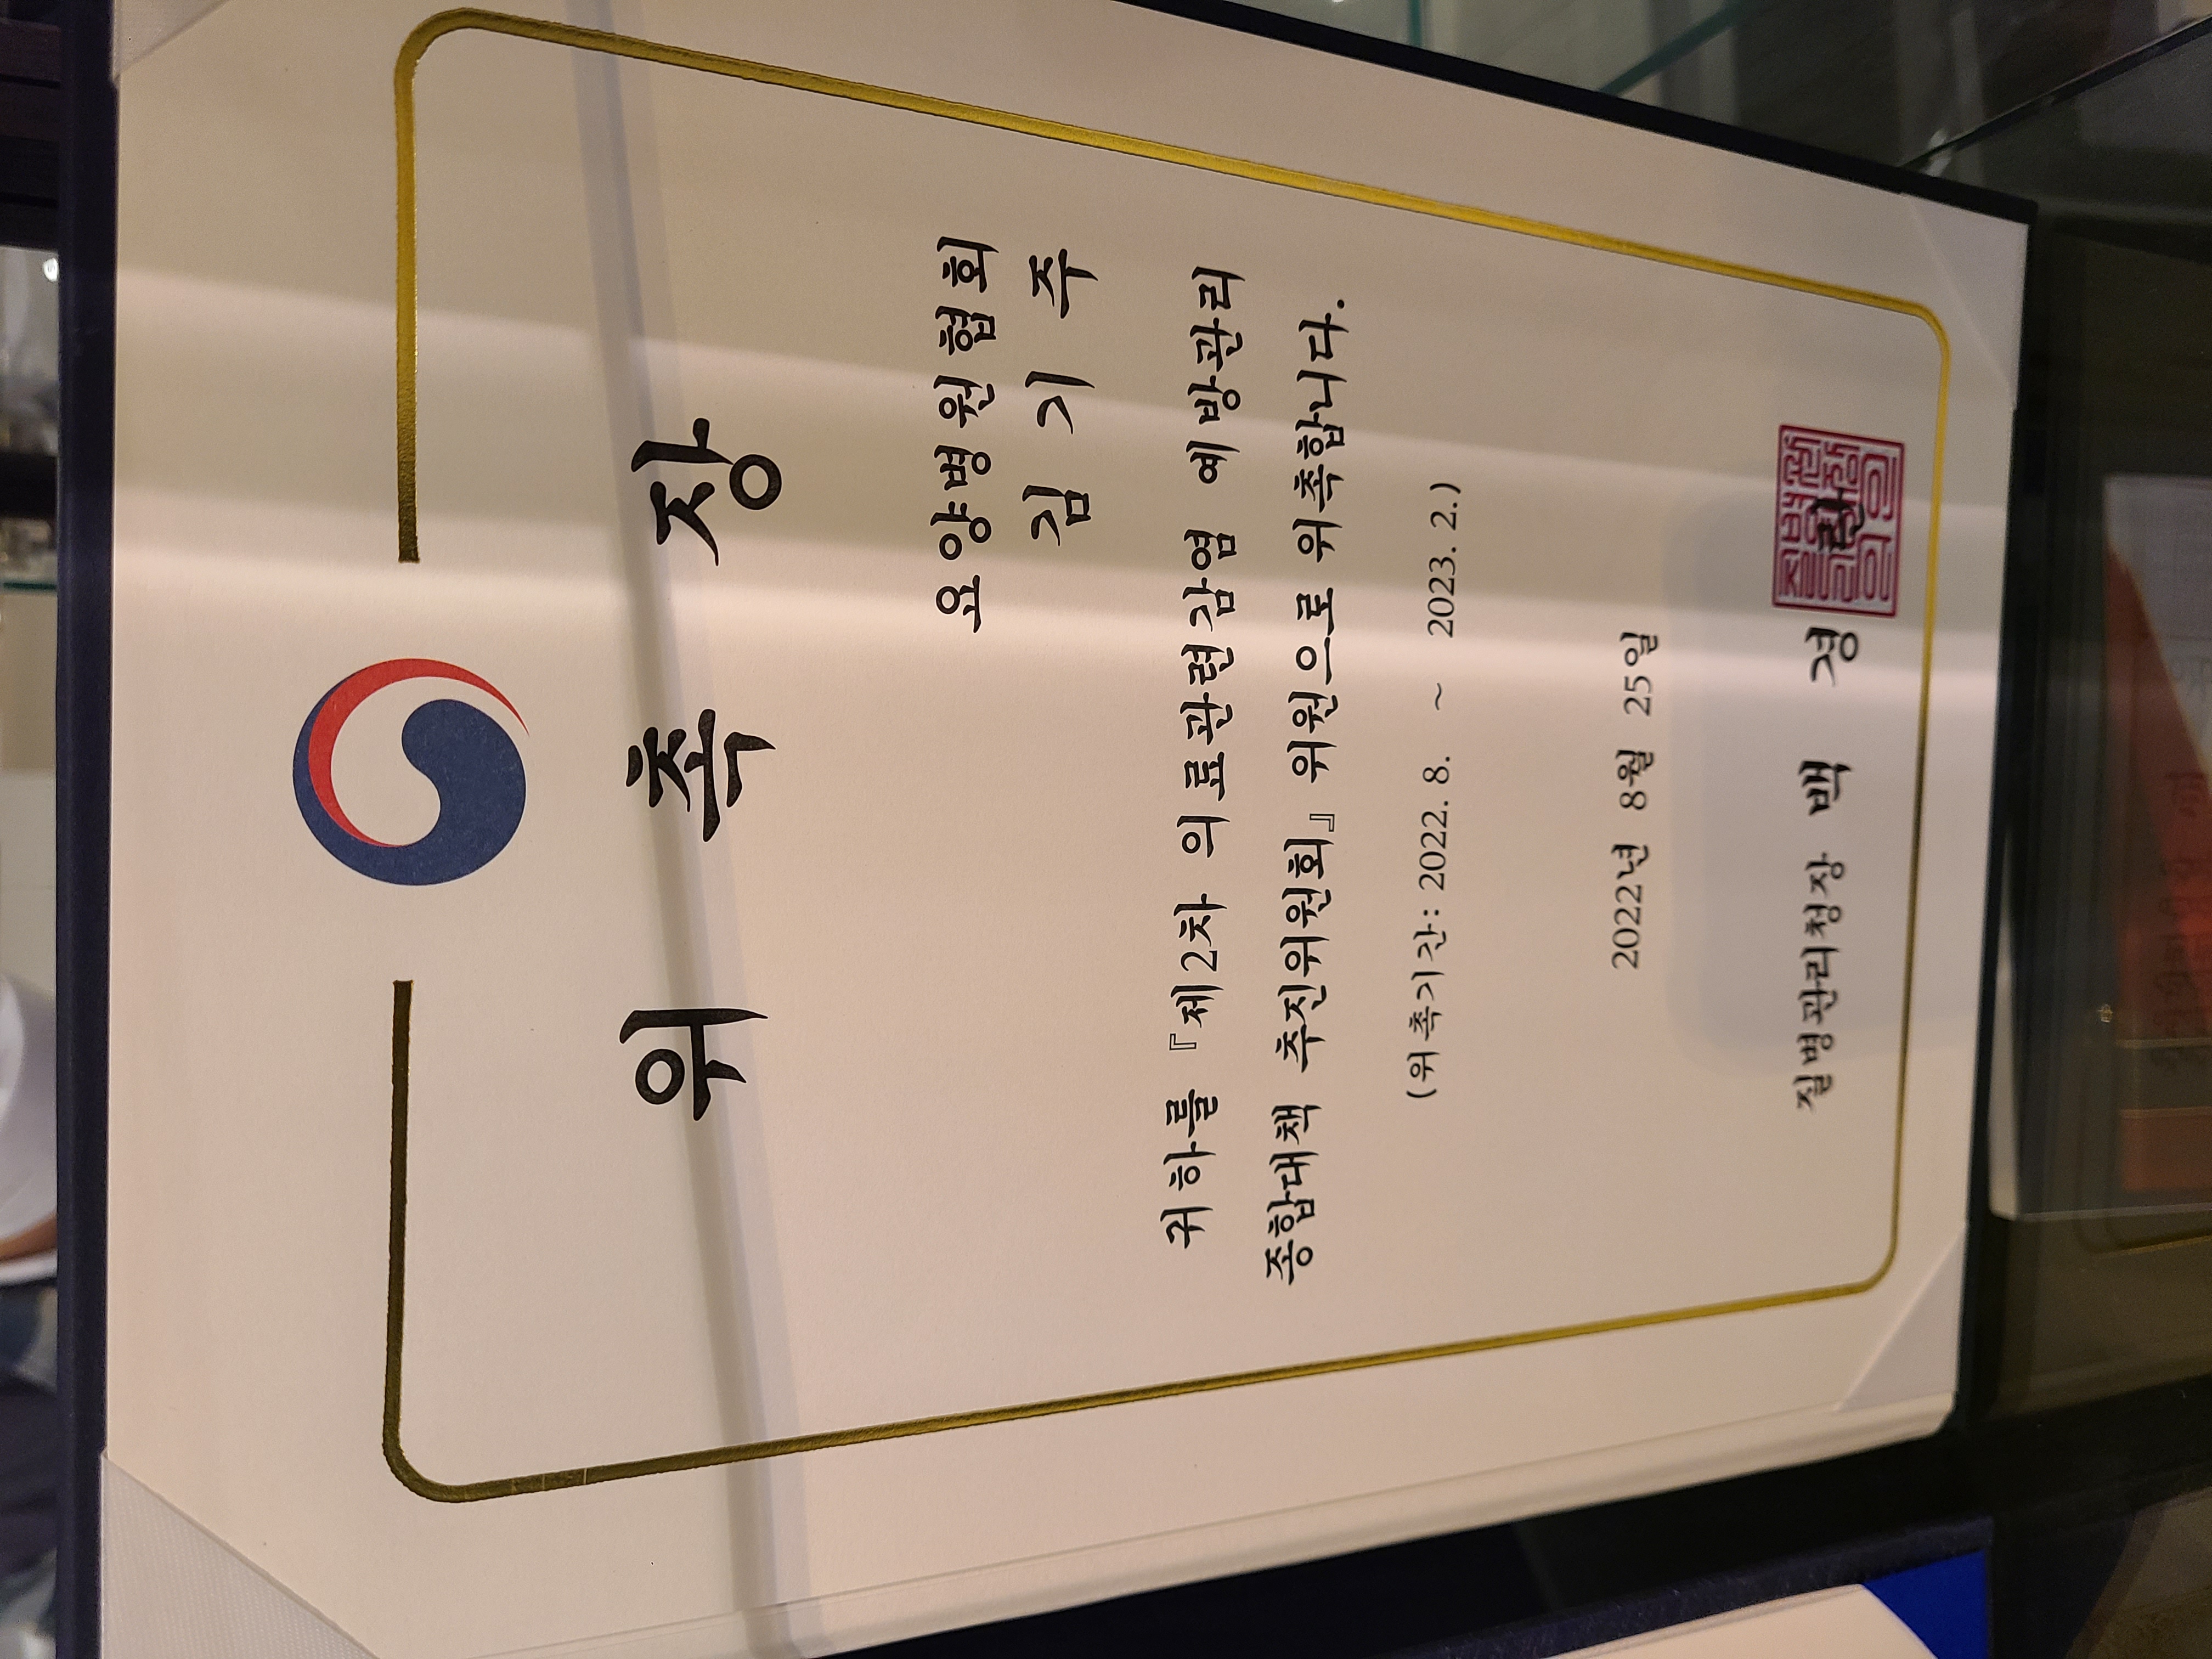 위 촉 장
요양병원협회
김 기 주
귀하를 『제2차 의료관련감염 예방관리
종합대책 추진위원회』 위원으로 위촉합니다.
(위촉기간: 2022. 8. ~ 2023. 2.)
2022년 8월 25일
질병관리청장 백 경 란